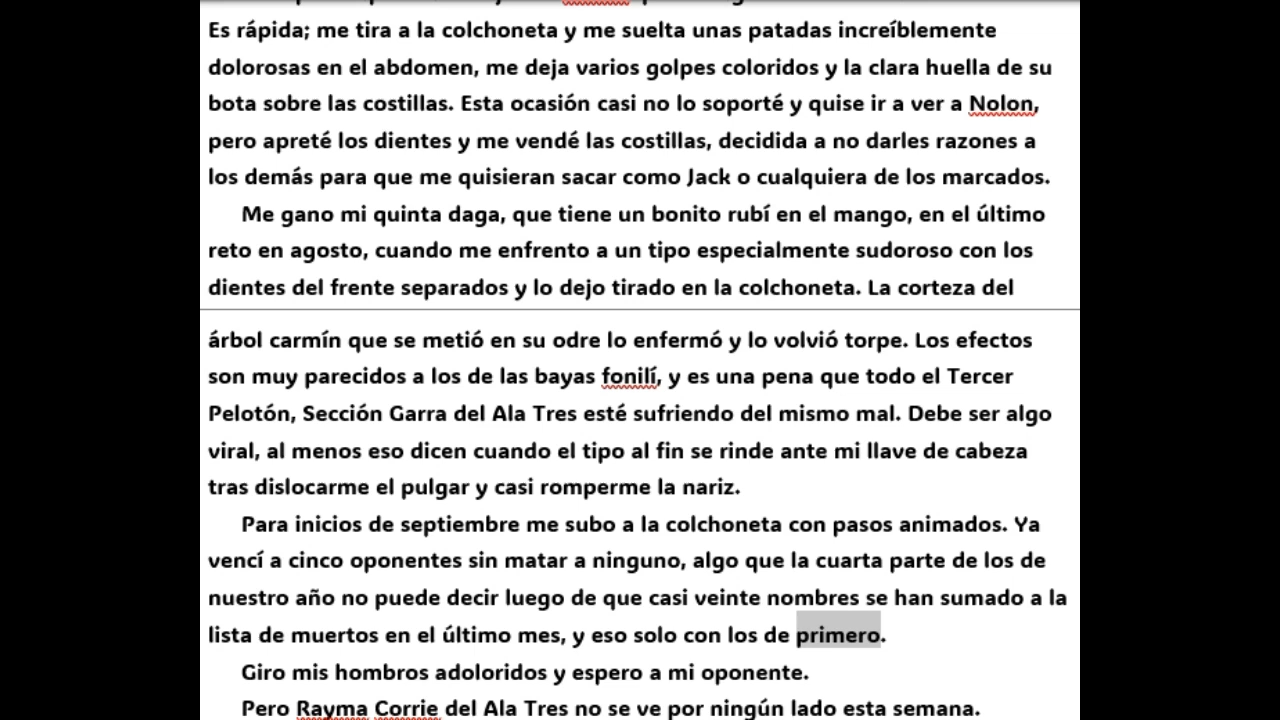 Es rápida; me tira a la colchoneta y me suelta unas patadas increíblemente
dolorosas en el abdomen, me deja varios golpes coloridos y la clara huella de su
bota sobre las costillas. Esta ocasión casi no lo soporté y quise ir a ver a Nolon,
pero apreté los dientes y me vendé las costillas, decidida a no darles razones a
los demás para que me quisieran sacar como Jack o cualquiera de los marcados.
Me gano mi quinta daga, que tiene un bonito rubí en el mango, en el último
reto en agosto, cuando me enfrento a un tipo especialmente sudoroso con los
dientes del frente separados y lo dejo tirado en la colchoneta. La corteza del
árbol carmín que se metió en su odre lo enfermó y lo volvió torpe. Los efectos
son muy parecidos a los de las bayas fonilí, y es una pena que todo el Tercer
Pelotón, Sección Garra del Ala Tres esté sufriendo del mismo mal. Debe ser algo
viral, al menos eso dicen cuando el tipo al fin se rinde ante mi llave de cabeza
tras dislocarme el pulgar y casi romperme la nariz.
Para inicios de septiembre me subo a la colchoneta con pasos animados. Ya
vencí a cinco oponentes sin matar a ninguno, algo que la cuarta parte de los de
nuestro año no puede decir luego de que casi veinte nombres se han sumado a la
lista de muertos en el último mes, y eso solo con los de primero.
Giro mis hombros adoloridos y espero a mi oponente.
Pero Rayma Corrie del Ala Tres no se ve por ningún lado esta semana.